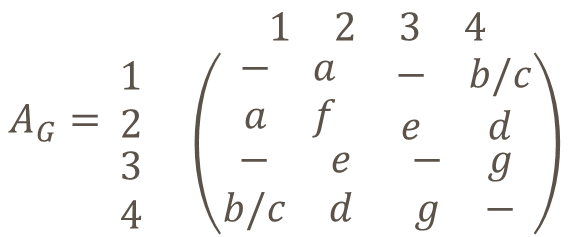 1 2 3 4
1 − a − b/c
A_G = 2 a f e d
3 − e − g
4 b/c d g −